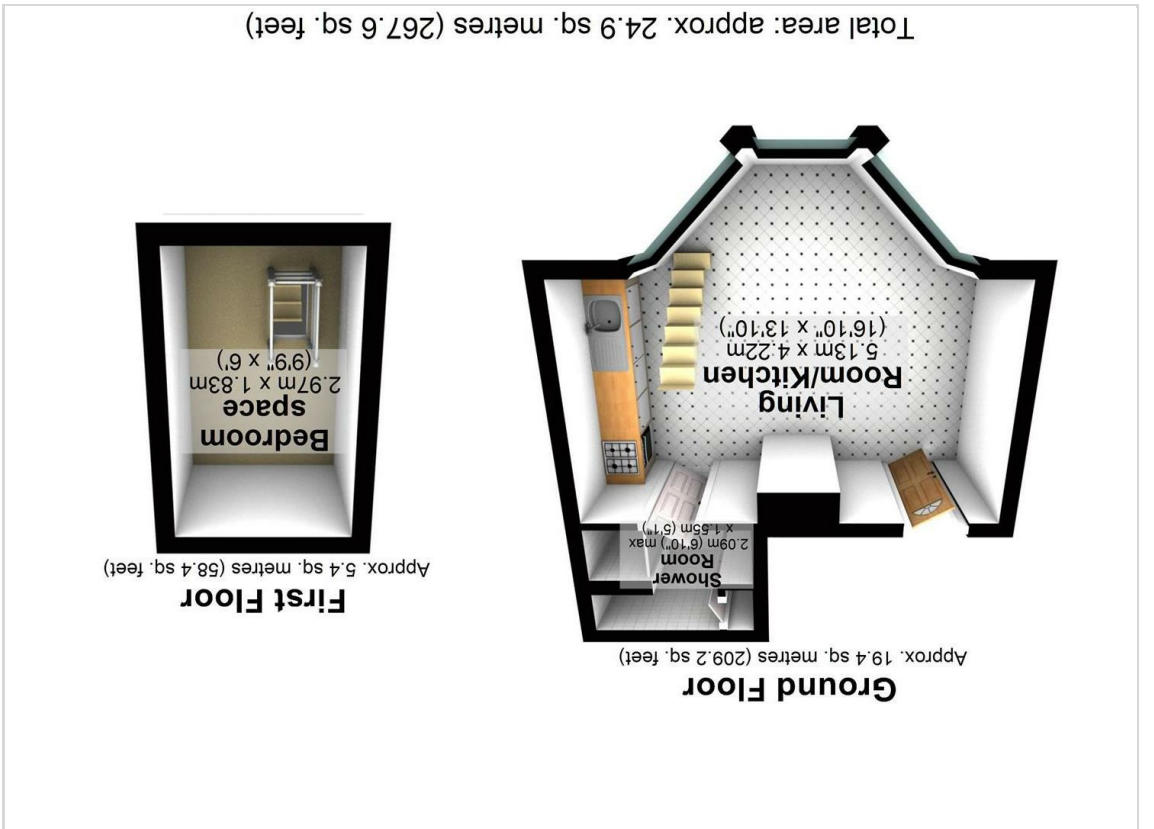 Ground Floor
Approx. 19.4 sq. metres (209.2 sq. feet)
Shower
Room
2.09m (6'10") max
x 1.55m (5'1")
Living
Room/Kitchen
5.13m x 4.22m
(16'10" x 13'10")
First Floor
Approx. 5.4 sq. metres (58.4 sq. feet)
Bedroom
space
2.97m x 1.83m
(9'9" x 6')
Total area: approx. 24.9 sq. metres (267.6 sq. feet)